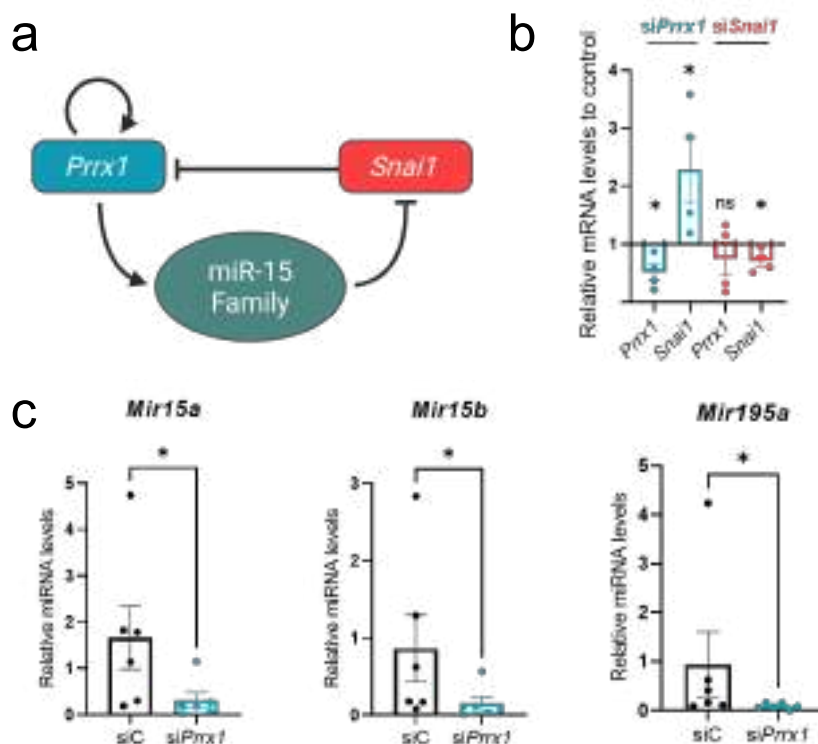 a
Prrx1
Snai1
miR-15
Family
b
siPrrx1 siSnai1
Relative mRNA levels to control
4
3
2
1
*
*
ns
*
Prrx1
Snai1
Prrx1
Snai1
c
Mir15a
*
Relative miRNA levels
5
4
3
2
1
0
siC siPrrx1
Mir15b
*
Relative miRNA levels
3
2
1
0
siC siPrrx1
Mir195a
*
Relative miRNA levels
5
4
3
2
1
0
siC siPrrx1